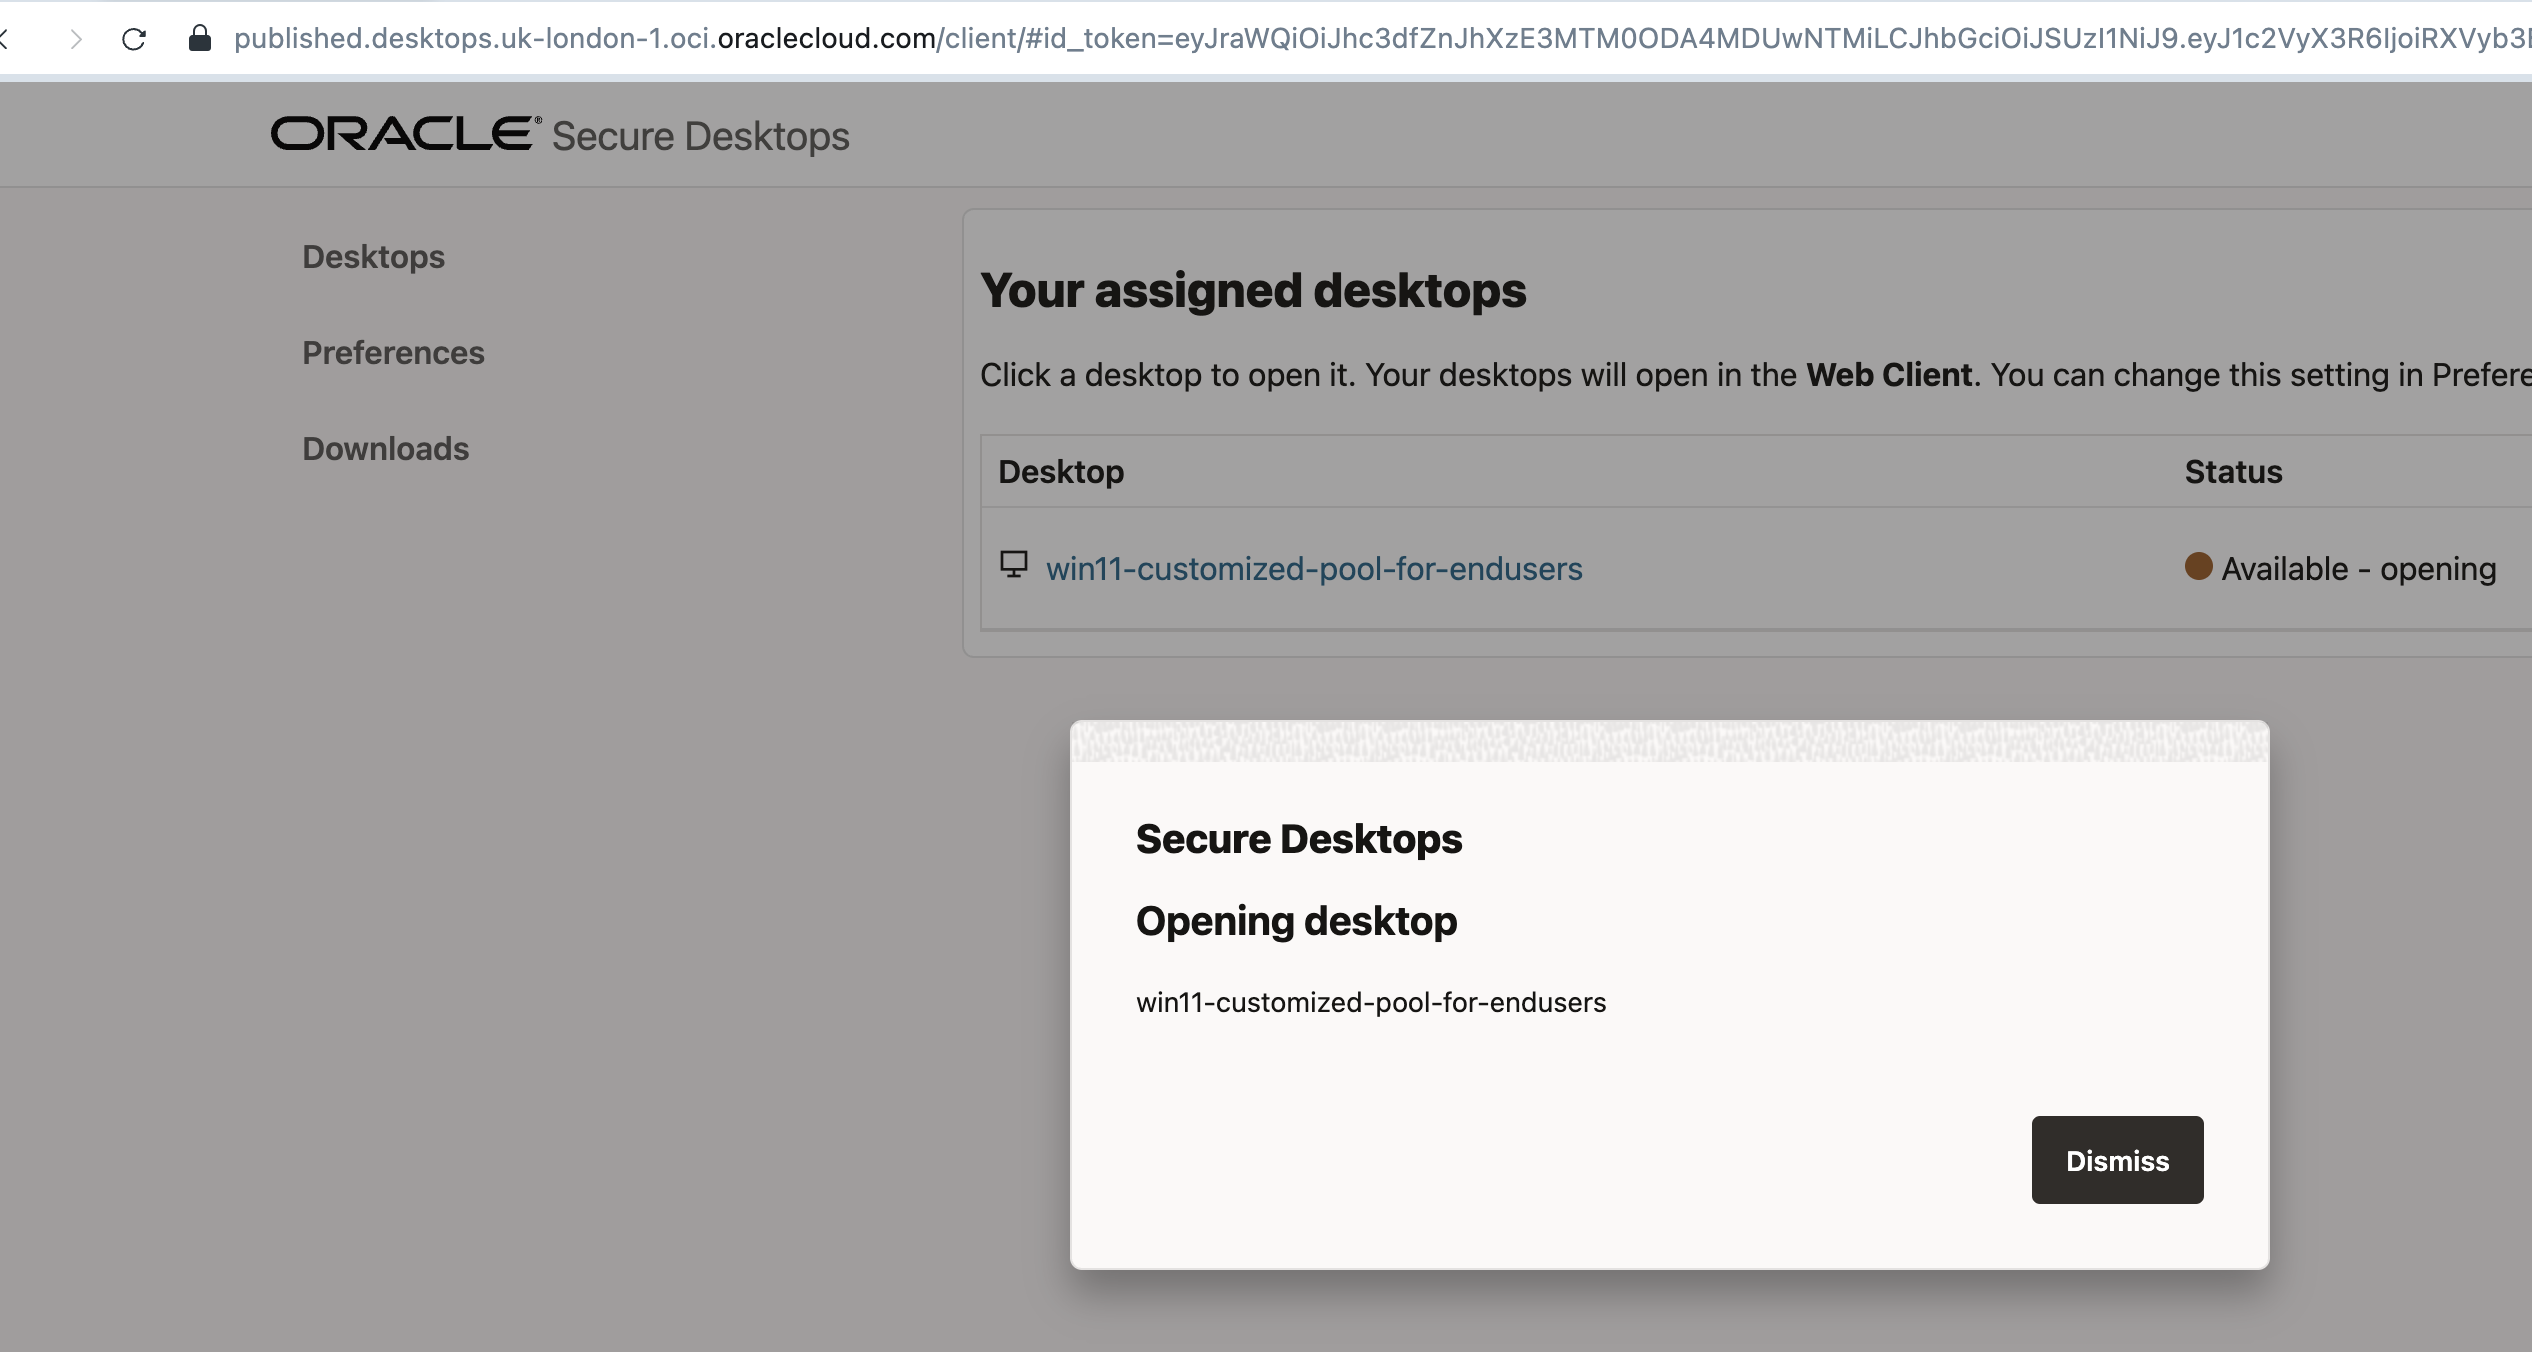 published.desktops.uk-london-1.oci.oraclecloud.com/client/#id_token=eyJraWQiOiJhc3dfZnJhXzE3MTM0ODA4MDUwNTMiLCJhbGciOiJSUzI1NiJ9.eyJ1c2VyX3R6IjoiRXVyb3
ORACLE® Secure Desktops
Desktops
Preferences
Downloads
Your assigned desktops
Click a desktop to open it. Your desktops will open in the Web Client. You can change this setting in Prefere
Desktop Status
win11-customized-pool-for-endusers Available - opening
Secure Desktops
Opening desktop
win11-customized-pool-for-endusers
Dismiss